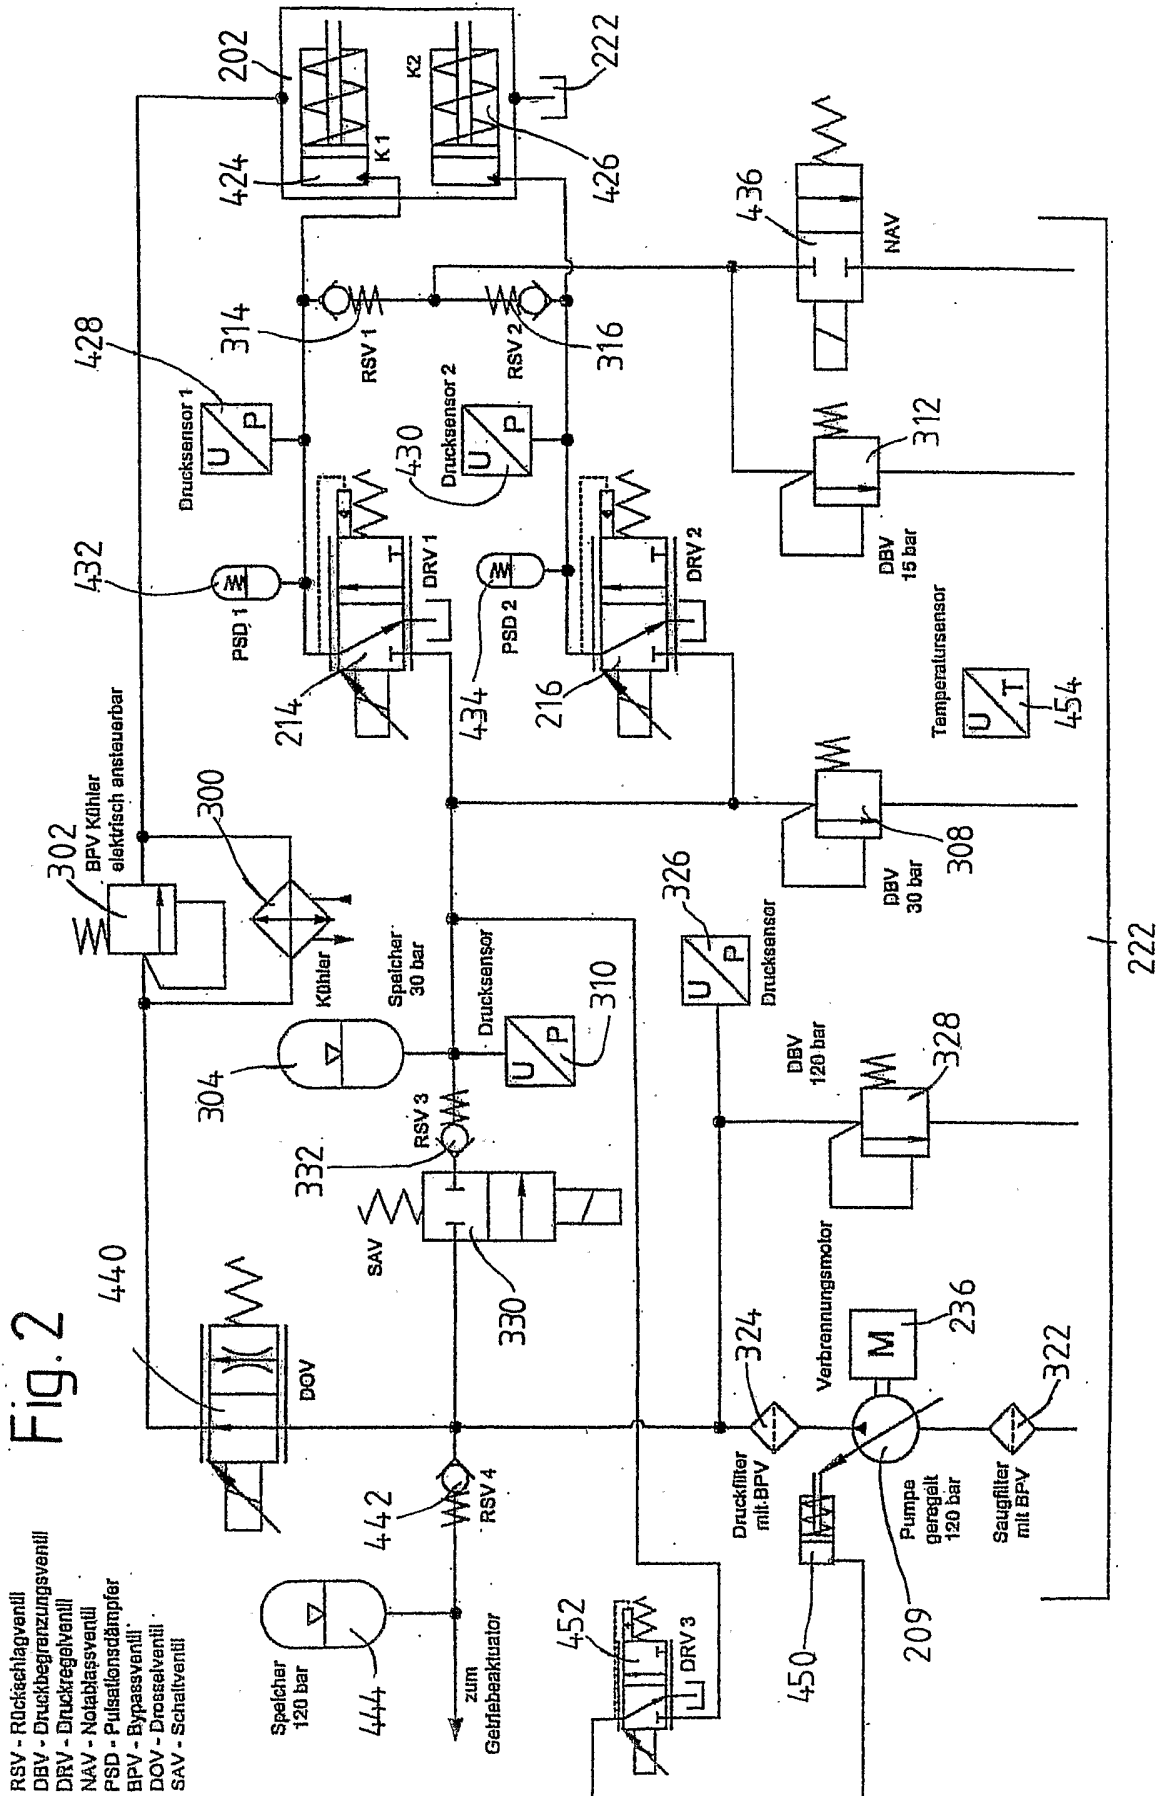 Fig. 2
RSV - Rückschlagventil
DBV - Druckbegrenzungsventil
DRV - Druckregelventil
NAV - Notablassventil
PSD - Pulsationsdämpfer
BPV - Bypassventil
DOV - Drosselventil
SAV - Schaltventil
Speicher
120 bar
444
zum
Getriebeaktuator
442
RSV 4
440
DOV
SAV
330
332
RSV 3
304
Speicher
30 bar
Drucksensor
310
Kühler
300
302
BPV Kühler
elektrisch ansteuerbar
432
PSD 1
214
DRV 1
428
Drucksensor 1
U
P
314
RSV 1
424
202
K1
K2
222
426
434
PSD 2
216
DRV 2
430
Drucksensor 2
U
P
RSV 2
316
436
NAV
312
DBV
15 bar
Temperatursensor
U
T
454
308
DBV
30 bar
326
U
P
Drucksensor
U
P
DBV
120 bar
328
Verbrennungsmotor
M
236
324
Druckfilter
mit BPV
322
Saugfilter
mit BPV
Pumpe
geregelt
120 bar
209
450
452
DRV 3
222